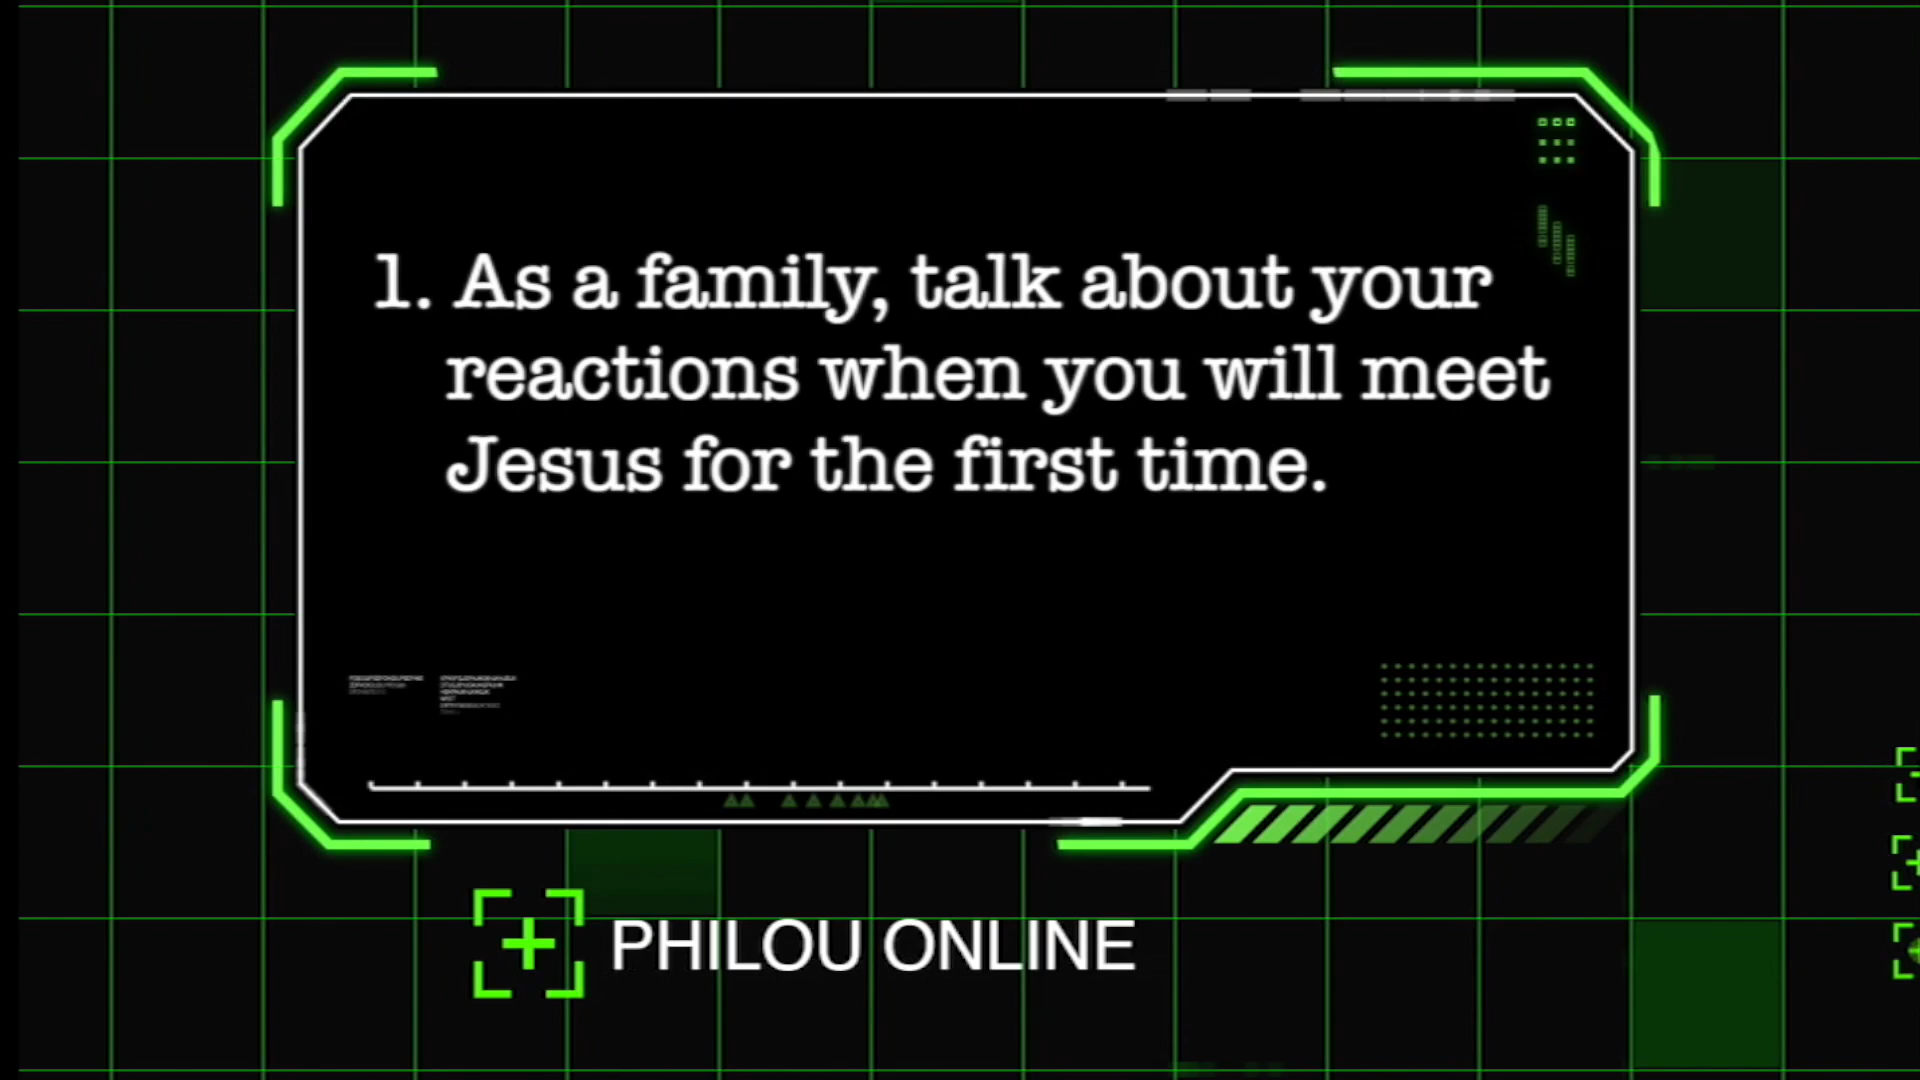 1. As a family, talk about your
reactions when you will meet
Jesus for the first time.
PHILOU ONLINE